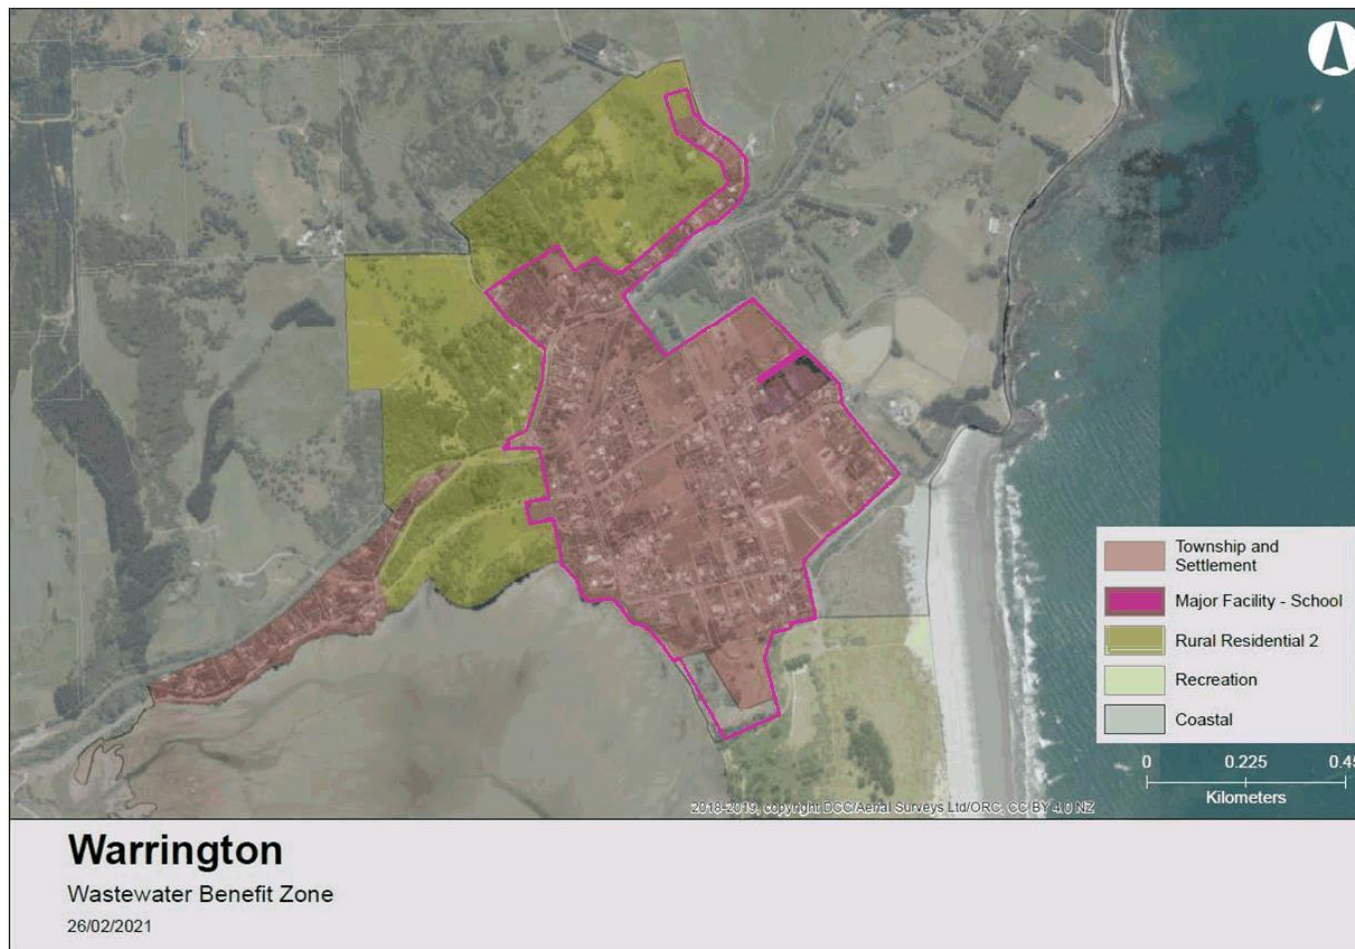 Township and
Settlement
Major Facility - School
Rural Residential 2
Recreation
Coastal
0 0.225
Kilometers
2018-2019, copyright DCC/Aerial Surveys Ltd/ORC, CC BY 4.0 NZ
Warrington
Wastewater Benefit Zone
26/02/2021